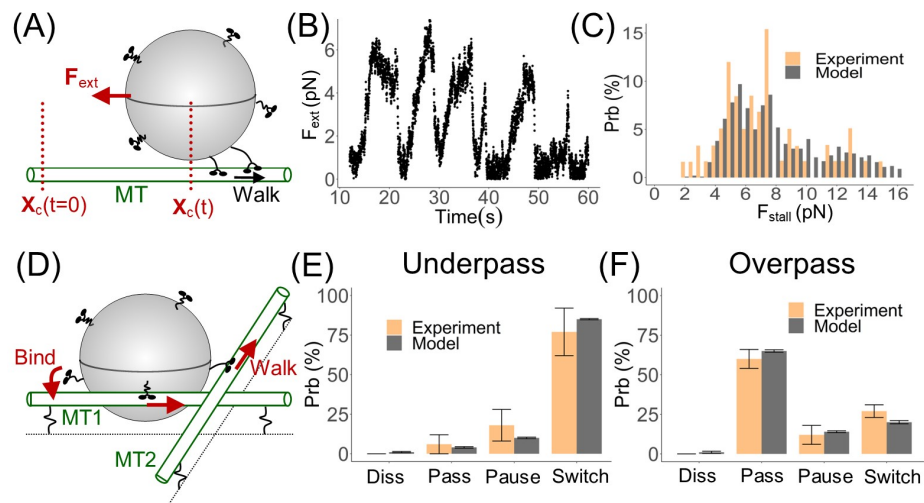 (A)
F_ext
MT
Walk
X_c(t=0)
X_c(t)
(B)
F_ext (pN)
6
4
2
0
10 20 30 40 50 60
Time(s)
(C)
Prb (%)
15
10
5
0
Experiment
Model
0 2 4 6 8 10 12 14 16
F_stall (pN)
(D)
Bind
Walk
MT1
MT2
(E) Underpass
Prb (%)
100
75
50
25
0
Experiment
Model
Diss Pass Pause Switch
(F) Overpass
Prb (%)
100
75
50
25
0
Experiment
Model
Diss Pass Pause Switch